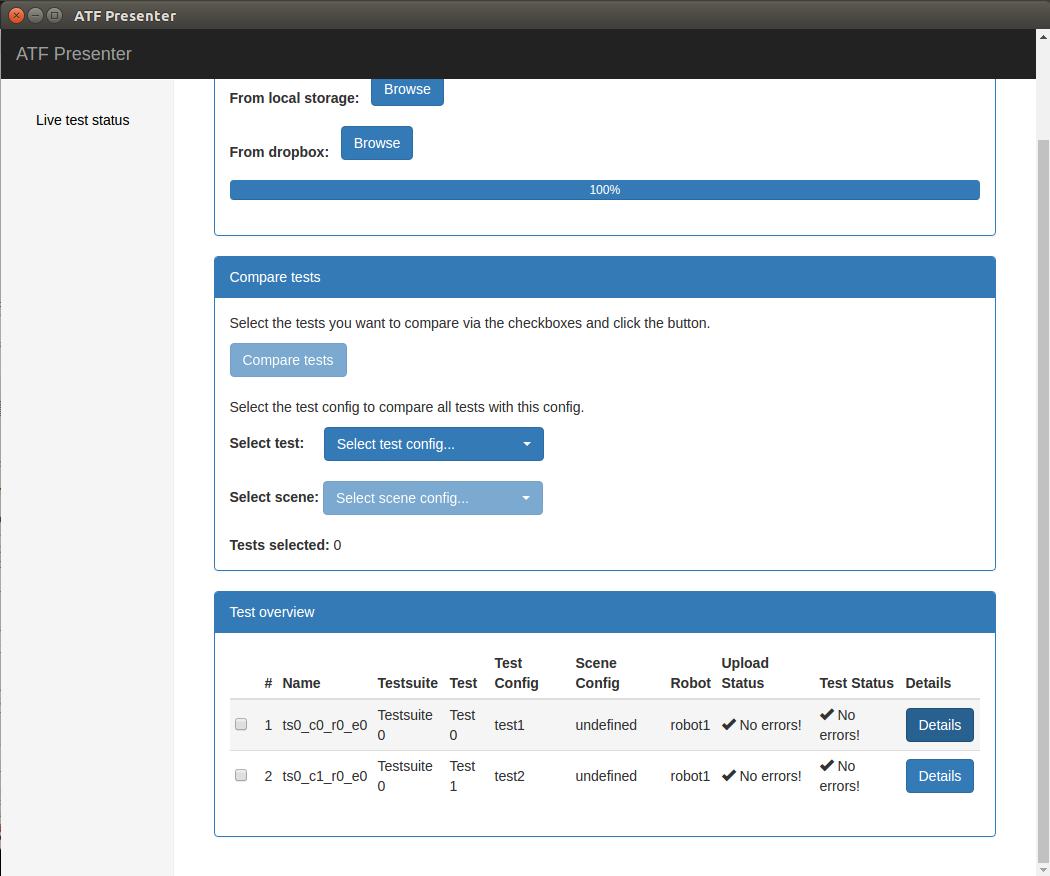 ATF Presenter
ATF Presenter
Live test status
From local storage: Browse
From dropbox: Browse
100%
Compare tests
Select the tests you want to compare via the checkboxes and click the button.
Compare tests
Select the test config to compare all tests with this config.
Select test: Select test config...
Select scene: Select scene config...
Tests selected: 0
Test overview
# Name Testsuite Test Test Config Scene Config Robot Upload Status Test Status Details
1 ts0_c0_r0_e0 Testsuite 0 Test 0 test1 undefined robot1 ✔ No errors! ✔ No errors! Details
2 ts0_c1_r0_e0 Testsuite 0 Test 1 test2 undefined robot1 ✔ No errors! ✔ No errors! Details